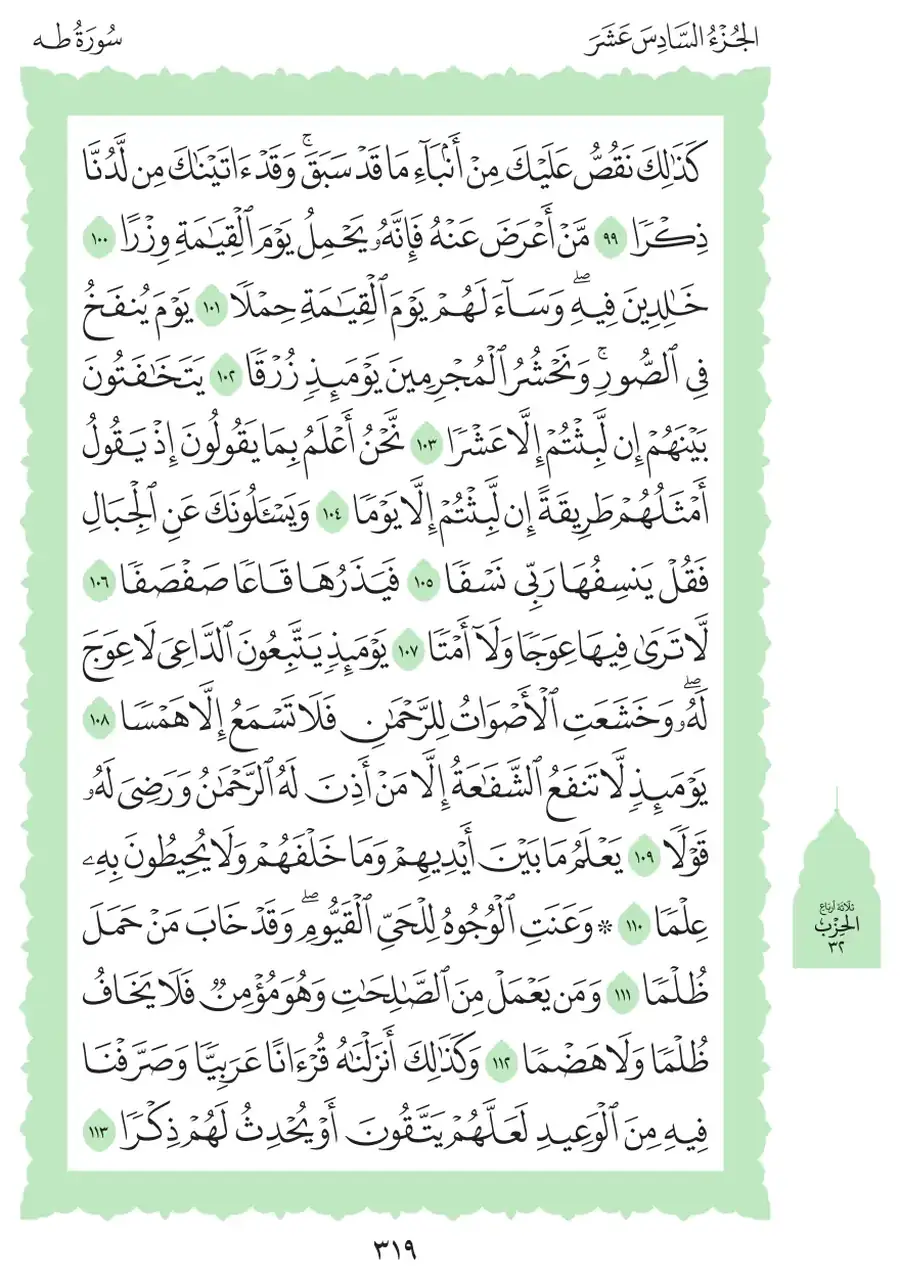 الجُزْءُ السَّادِسَ عَشَرَ
سُورَةُ طه
كَذَٰلِكَ نَقُصُّ عَلَيْكَ مِنْ أَنۢبَآءِ مَا قَدْ سَبَقَۚ وَقَدْ ءَاتَيْنَٰكَ مِن لَّدُنَّا
ذِكْرًا ٩٩ مَّنْ أَعْرَضَ عَنْهُ فَإِنَّهُۥ يَحْمِلُ يَوْمَ ٱلْقِيَٰمَةِ وِزْرًا ١٠٠
خَٰلِدِينَ فِيهِۖ وَسَآءَ لَهُمْ يَوْمَ ٱلْقِيَٰمَةِ حِمْلًا ١٠١ يَوْمَ يُنفَخُ
فِي ٱلصُّورِۚ وَنَحْشُرُ ٱلْمُجْرِمِينَ يَوْمَئِذٍ زُرْقًا ١٠٢ يَتَخَٰفَتُونَ
بَيْنَهُمْ إِن لَّبِثْتُمْ إِلَّا عَشْرًا ١٠٣ نَّحْنُ أَعْلَمُ بِمَا يَقُولُونَ إِذْ يَقُولُ
أَمْثَلُهُمْ طَرِيقَةً إِن لَّبِثْتُمْ إِلَّا يَوْمًا ١٠٤ وَيَسْـَٔلُونَكَ عَنِ ٱلْجِبَالِ
فَقُلْ يَنسِفُهَا رَبِّي نَسْفًا ١٠٥ فَيَذَرُهَا قَاعًا صَفْصَفًا ١٠٦
لَّا تَرَىٰ فِيهَا عِوَجًا وَلَآ أَمْتًا ١٠٧ يَوْمَئِذٍ يَتَّبِعُونَ ٱلدَّاعِيَ لَا عِوَجَ
لَهُۥۖ وَخَشَعَتِ ٱلْأَصْوَاتُ لِلرَّحْمَٰنِ فَلَا تَسْمَعُ إِلَّا هَمْسًا ١٠٨
يَوْمَئِذٍ لَّا تَنفَعُ ٱلشَّفَٰعَةُ إِلَّا مَنْ أَذِنَ لَهُ ٱلرَّحْمَٰنُ وَرَضِيَ لَهُۥ
قَوْلًا ١٠٩ يَعْلَمُ مَا بَيْنَ أَيْدِيهِمْ وَمَا خَلْفَهُمْ وَلَا يُحِيطُونَ بِهِۦ
عِلْمًا ١١٠ ۞ وَعَنَتِ ٱلْوُجُوهُ لِلْحَيِّ ٱلْقَيُّومِۖ وَقَدْ خَابَ مَنْ حَمَلَ
ظُلْمًا ١١١ وَمَن يَعْمَلْ مِنَ ٱلصَّٰلِحَٰتِ وَهُوَ مُؤْمِنٌ فَلَا يَخَافُ
ظُلْمًا وَلَا هَضْمًا ١١٢ وَكَذَٰلِكَ أَنزَلْنَٰهُ قُرْءَانًا عَرَبِيًّا وَصَرَّفْنَا
فِيهِ مِنَ ٱلْوَعِيدِ لَعَلَّهُمْ يَتَّقُونَ أَوْ يُحْدِثُ لَهُمْ ذِكْرًا ١١٣
ثلاثة أرباع
الحِزْب
٣٢
٣١٩